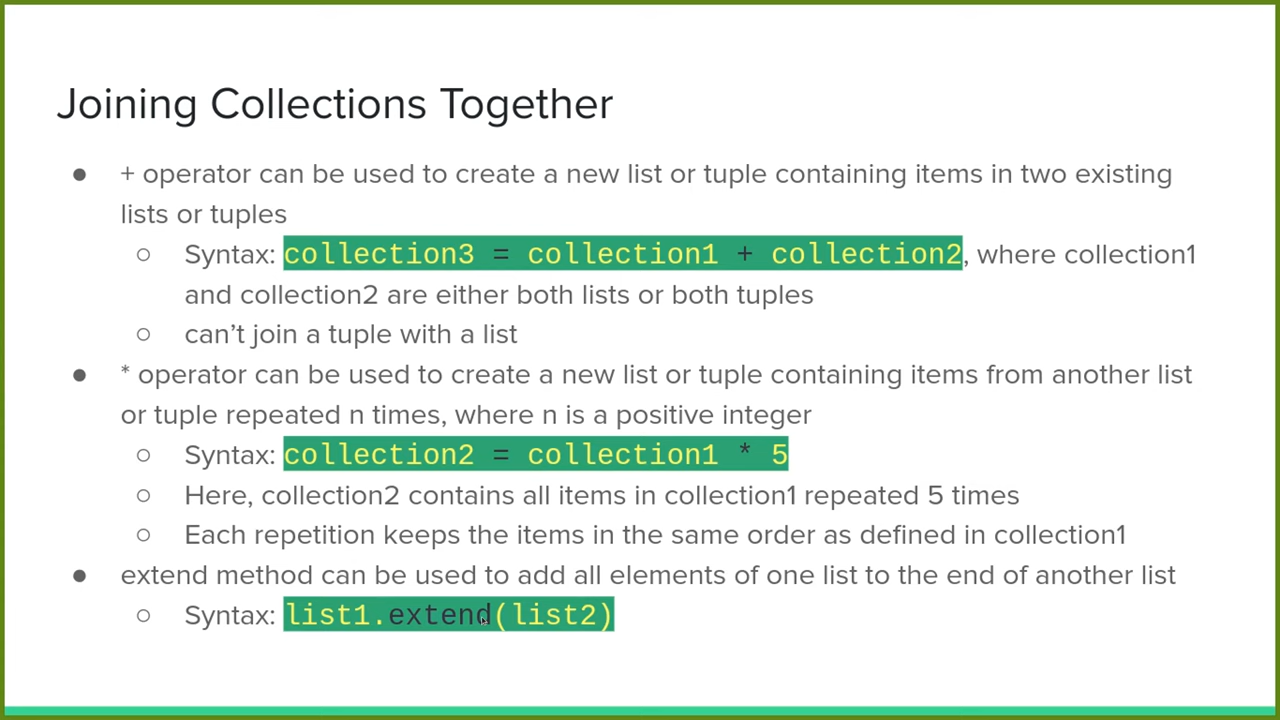 Joining Collections Together
● + operator can be used to create a new list or tuple containing items in two existing
lists or tuples
○ Syntax: collection3 = collection1 + collection2, where collection1
and collection2 are either both lists or both tuples
○ can’t join a tuple with a list
● * operator can be used to create a new list or tuple containing items from another list
or tuple repeated n times, where n is a positive integer
○ Syntax: collection2 = collection1 * 5
○ Here, collection2 contains all items in collection1 repeated 5 times
○ Each repetition keeps the items in the same order as defined in collection1
● extend method can be used to add all elements of one list to the end of another list
○ Syntax: list1.extend(list2)